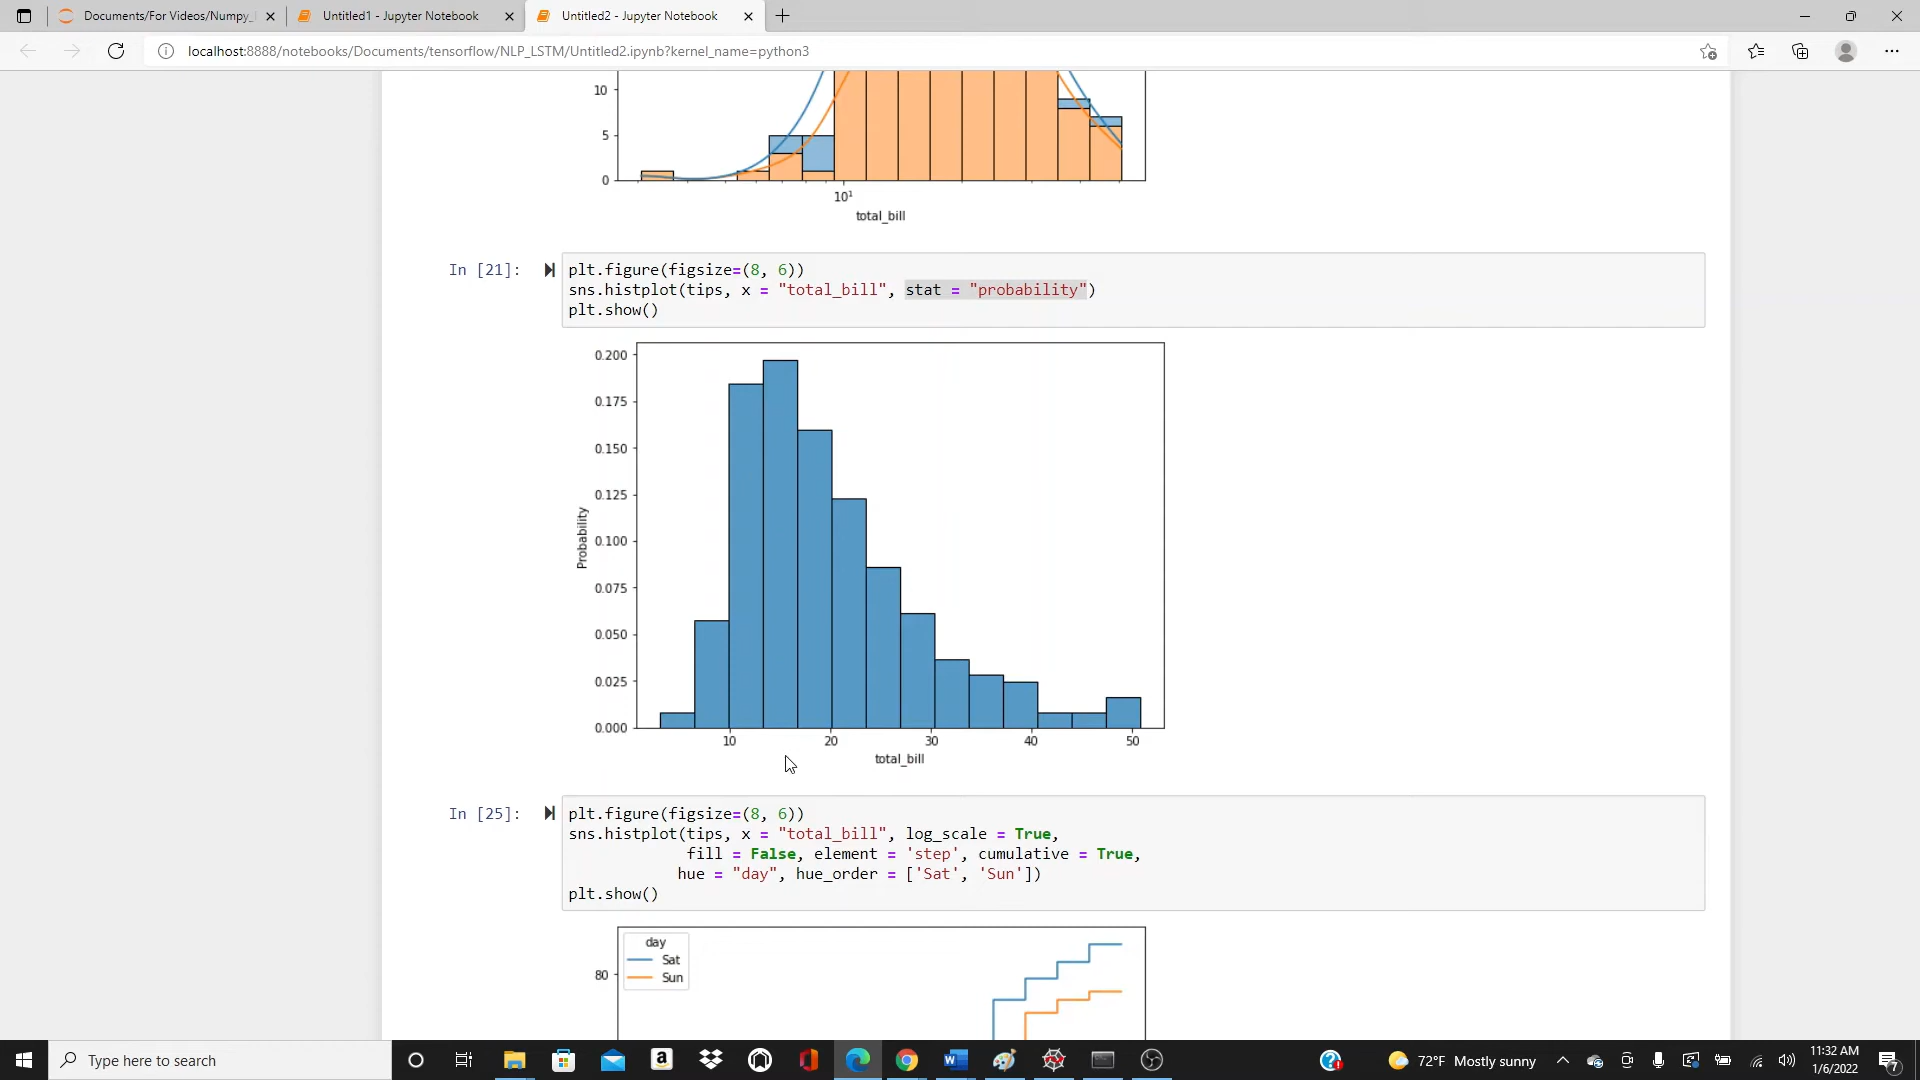 Documents/For Videos/Numpy_
Untitled1 - Jupyter Notebook
Untitled2 - Jupyter Notebook
localhost:8888/notebooks/Documents/tensorflow/NLP_LSTM/Untitled2.ipynb?kernel_name=python3
10
5
0
10¹
total_bill
In [21]:
plt.figure(figsize=(8, 6))
sns.histplot(tips, x = "total_bill", stat = "probability")
plt.show()
0.200
0.175
0.150
0.125
0.100
0.075
0.050
0.025
0.000
Probability
10 20 30 40 50
total_bill
In [25]:
plt.figure(figsize=(8, 6))
sns.histplot(tips, x = "total_bill", log_scale = True,
fill = False, element = 'step', cumulative = True,
hue = "day", hue_order = ['Sat', 'Sun'])
plt.show()
day
Sat
Sun
80
Type here to search
72°F Mostly sunny
11:32 AM
1/6/2022
7